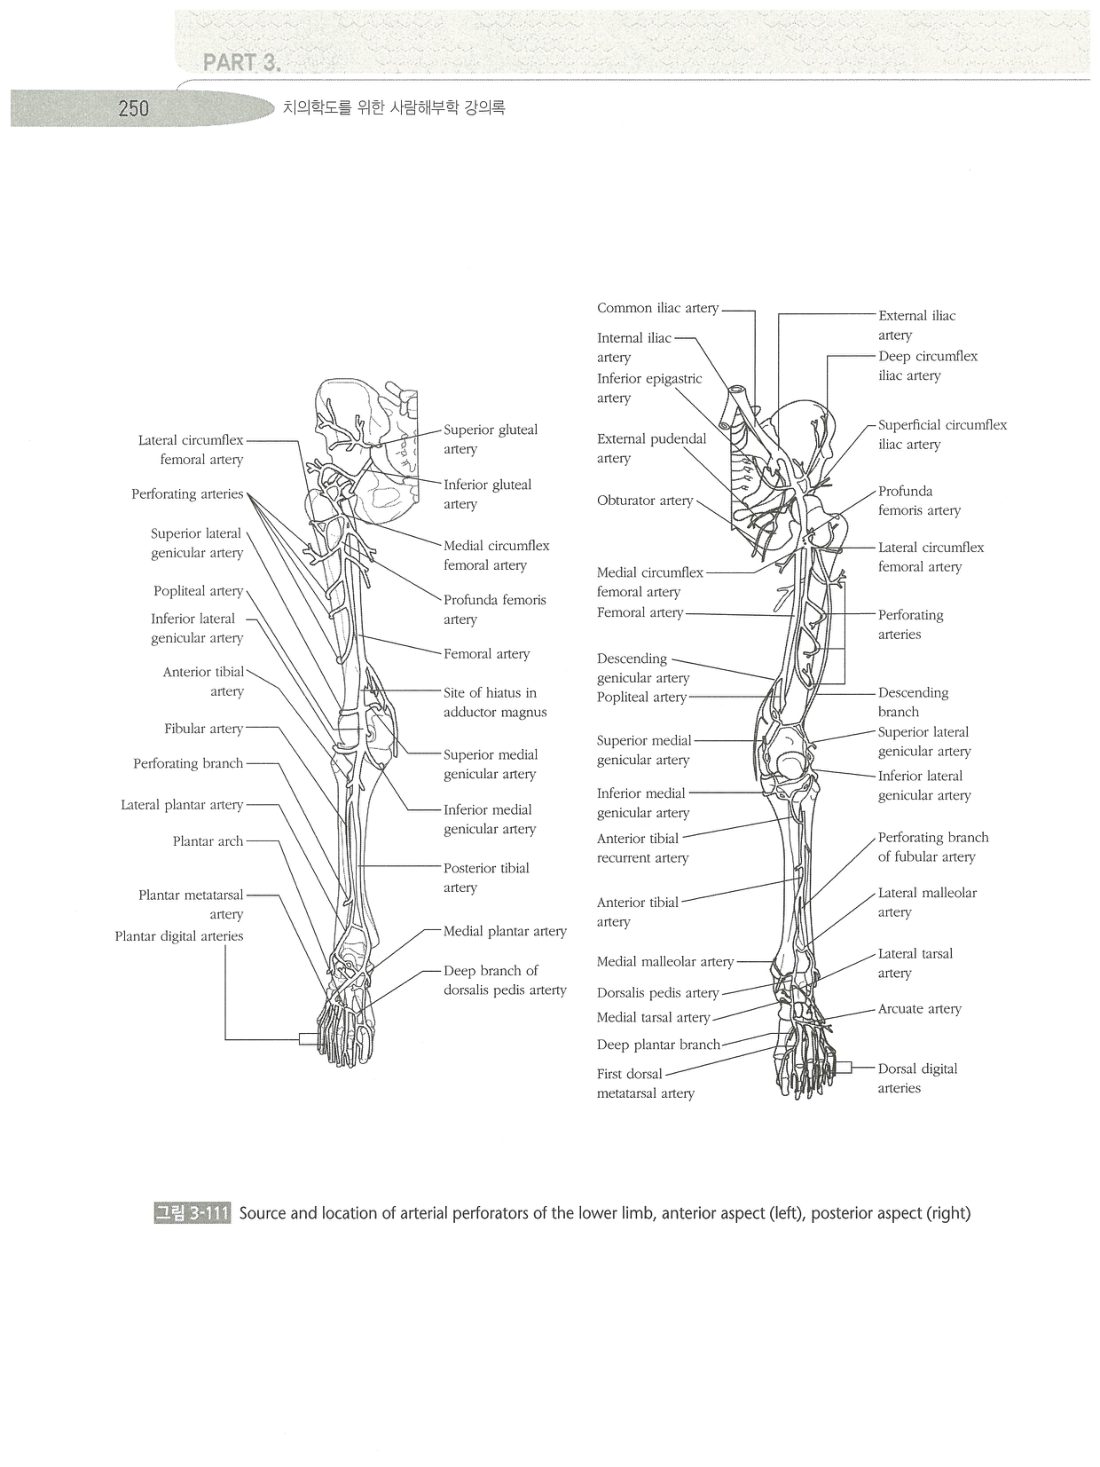 PART 3.
250
치의학도를 위한 사람해부학 강의록
Lateral circumflex
femoral artery
Perforating arteries
Superior lateral
genicular artery
Popliteal artery
Inferior lateral
genicular artery
Anterior tibial
artery
Fibular artery
Perforating branch
Lateral plantar artery
Plantar arch
Plantar metatarsal
artery
Plantar digital arteries
Superior gluteal
artery
Inferior gluteal
artery
Medial circumflex
femoral artery
Profunda femoris
artery
Femoral artery
Site of hiatus in
adductor magnus
Superior medial
genicular artery
Inferior medial
genicular artery
Posterior tibial
artery
Medial plantar artery
Deep branch of
dorsalis pedis arterty
Common iliac artery
Internal iliac
artery
Inferior epigastric
artery
External pudendal
artery
Obturator artery
Medial circumflex
femoral artery
Femoral artery
Descending
genicular artery
Popliteal artery
Superior medial
genicular artery
Inferior medial
genicular artery
Anterior tibial
recurrent artery
Anterior tibial
artery
Medial malleolar artery
Dorsalis pedis artery
Medial tarsal artery
Deep plantar branch
First dorsal
metatarsal artery
External iliac
artery
Deep circumflex
iliac artery
Superficial circumflex
iliac artery
Profunda
femoris artery
Lateral circumflex
femoral artery
Perforating
arteries
Descending
branch
Superior lateral
genicular artery
Inferior lateral
genicular artery
Perforating branch
of fubular artery
Lateral malleolar
artery
Lateral tarsal
artery
Arcuate artery
Dorsal digital
arteries
그림 3-111 Source and location of arterial perforators of the lower limb, anterior aspect (left), posterior aspect (right)